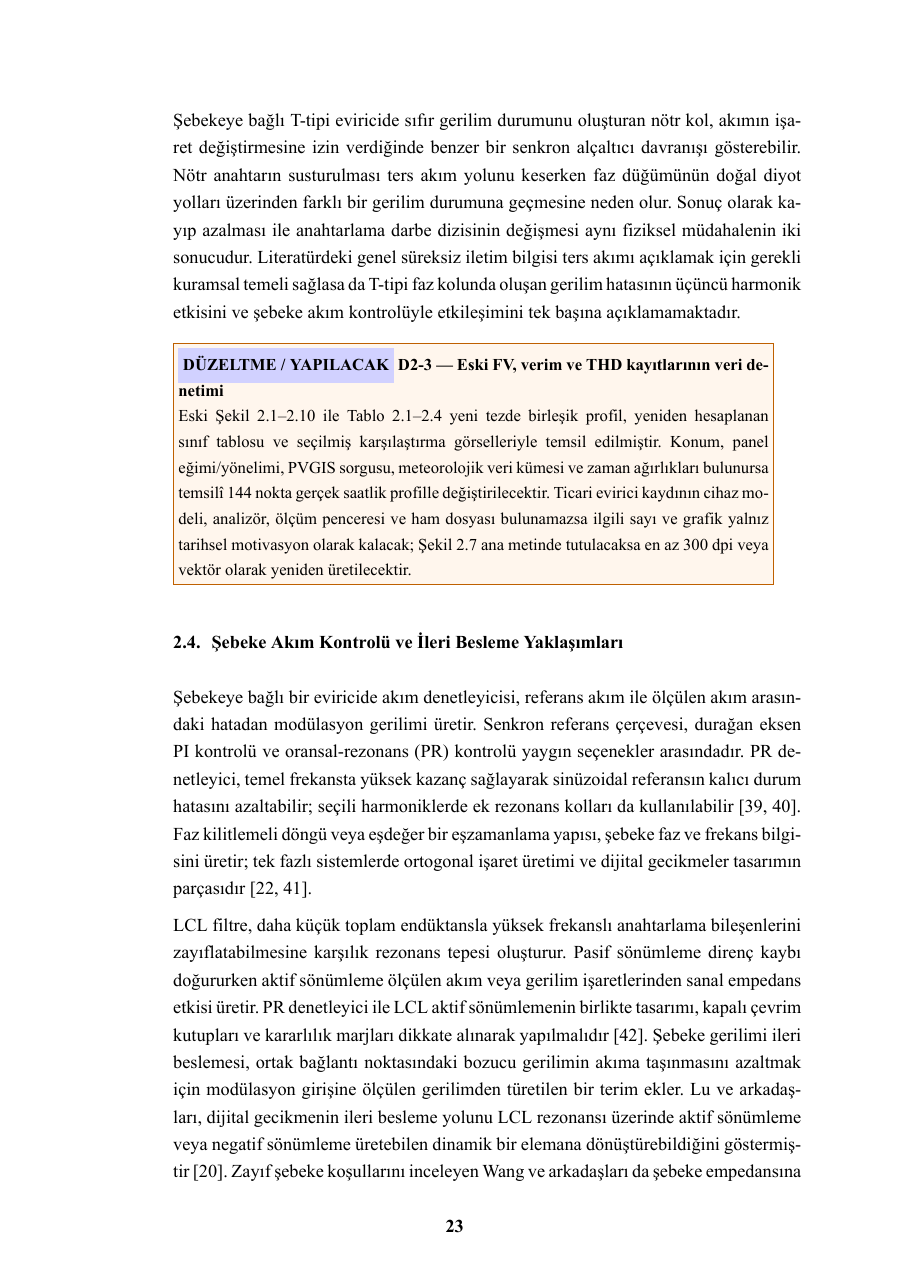 Şebekeye bağlı T-tipi eviricide sıfır gerilim durumunu oluşturan nötr kol, akımın işa-
ret değiştirmesine izin verdiğinde benzer bir senkron alçaltıcı davranışı gösterebilir.
Nötr anahtarın susturulması ters akım yolunu keserken faz düğümünün doğal diyot
yolları üzerinden farklı bir gerilim durumuna geçmesine neden olur. Sonuç olarak ka-
yıp azalması ile anahtarlama darbe dizisinin değişmesi aynı fiziksel müdahalenin iki
sonucudur. Literatürdeki genel süreksiz iletim bilgisi ters akımı açıklamak için gerekli
kuramsal temeli sağlasa da T-tipi faz kolunda oluşan gerilim hatasının üçüncü harmonik
etkisini ve şebeke akım kontrolüyle etkileşimini tek başına açıklamamaktadır.
DÜZELTME / YAPILACAK D2-3 — Eski FV, verim ve THD kayıtlarının veri de-
netimi
Eski Şekil 2.1–2.10 ile Tablo 2.1–2.4 yeni tezde birleşik profil, yeniden hesaplanan
sınıf tablosu ve seçilmiş karşılaştırma görselleriyle temsil edilmiştir. Konum, panel
eğimi/yönelimi, PVGIS sorgusu, meteorolojik veri kümesi ve zaman ağırlıkları bulunursa
temsilî 144 nokta gerçek saatlik profille değiştirilecektir. Ticari evirici kaydının cihaz mo-
deli, analizör, ölçüm penceresi ve ham dosyası bulunamazsa ilgili sayı ve grafik yalnız
tarihsel motivasyon olarak kalacak; Şekil 2.7 ana metinde tutulacaksa en az 300 dpi veya
vektör olarak yeniden üretilecektir.
2.4. Şebeke Akım Kontrolü ve İleri Besleme Yaklaşımları
Şebekeye bağlı bir eviricide akım denetleyicisi, referans akım ile ölçülen akım arasın-
daki hatadan modülasyon gerilimi üretir. Senkron referans çerçevesi, durağan eksen
PI kontrolü ve oransal-rezonans (PR) kontrolü yaygın seçenekler arasındadır. PR de-
netleyici, temel frekansta yüksek kazanç sağlayarak sinüzoidal referansın kalıcı durum
hatasını azaltabilir; seçili harmoniklerde ek rezonans kolları da kullanılabilir [39, 40].
Faz kilitlemeli döngü veya eşdeğer bir eşzamanlama yapısı, şebeke faz ve frekans bilgi-
sini üretir; tek fazlı sistemlerde ortogonal işaret üretimi ve dijital gecikmeler tasarımın
parçasıdır [22, 41].
LCL filtre, daha küçük toplam endüktansla yüksek frekanslı anahtarlama bileşenlerini
zayıflatabilmesine karşılık rezonans tepesi oluşturur. Pasif sönümleme direnç kaybı
doğururken aktif sönümleme ölçülen akım veya gerilim işaretlerinden sanal empedans
etkisi üretir. PR denetleyici ile LCL aktif sönümlemenin birlikte tasarımı, kapalı çevrim
kutupları ve kararlılık marjları dikkate alınarak yapılmalıdır [42]. Şebeke gerilimi ileri
beslemesi, ortak bağlantı noktasındaki bozucu gerilimin akıma taşınmasını azaltmak
için modülasyon girişine ölçülen gerilimden türetilen bir terim ekler. Lu ve arkadaş-
ları, dijital gecikmenin ileri besleme yolunu LCL rezonansı üzerinde aktif sönümleme
veya negatif sönümleme üretebilen dinamik bir elemana dönüştürebildiğini göstermiş-
tir [20]. Zayıf şebeke koşullarını inceleyen Wang ve arkadaşları da şebeke empedansına
23